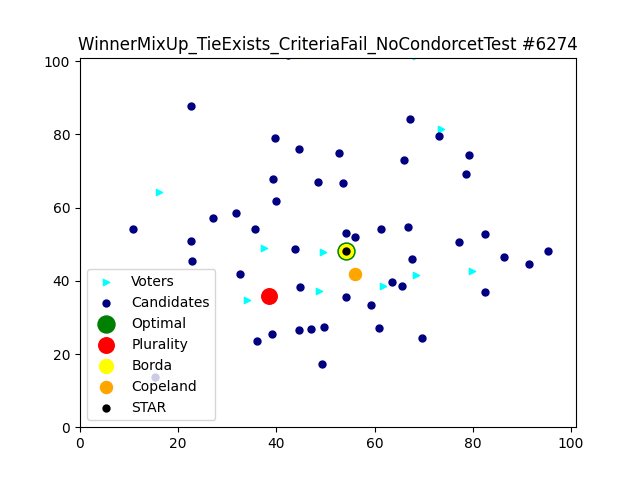 WinnerMixUp_TieExists_CriteriaFail_NoCondorcetTest #6274
100
80
60
40
20
0
Voters
Candidates
Optimal
Plurality
Borda
Copeland
STAR
0 20 40 60 80 100